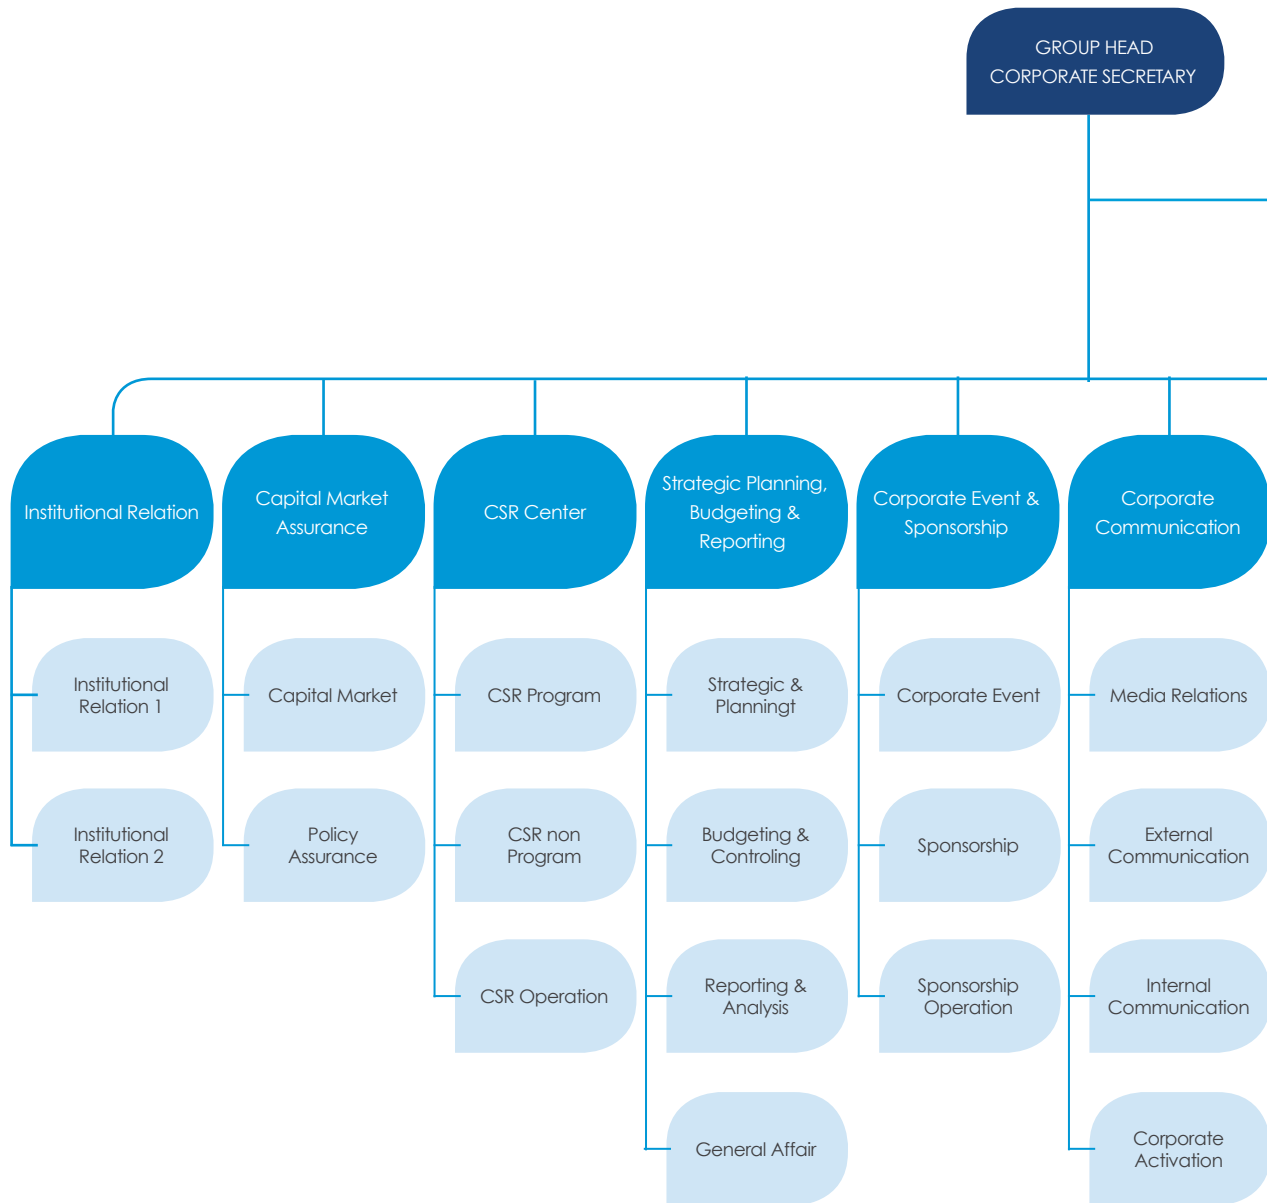 GROUP HEAD
CORPORATE SECRETARY
Institutional Relation
Capital Market
Assurance
CSR Center
Strategic Planning,
Budgeting &
Reporting
Corporate Event &
Sponsorship
Corporate
Communication
Institutional
Relation 1
Capital Market
CSR Program
Strategic &
Planningt
Corporate Event
Media Relations
Institutional
Relation 2
Policy
Assurance
CSR non
Program
Budgeting &
Controling
Sponsorship
External
Communication
CSR Operation
Reporting &
Analysis
Sponsorship
Operation
Internal
Communication
General Affair
Corporate
Activation